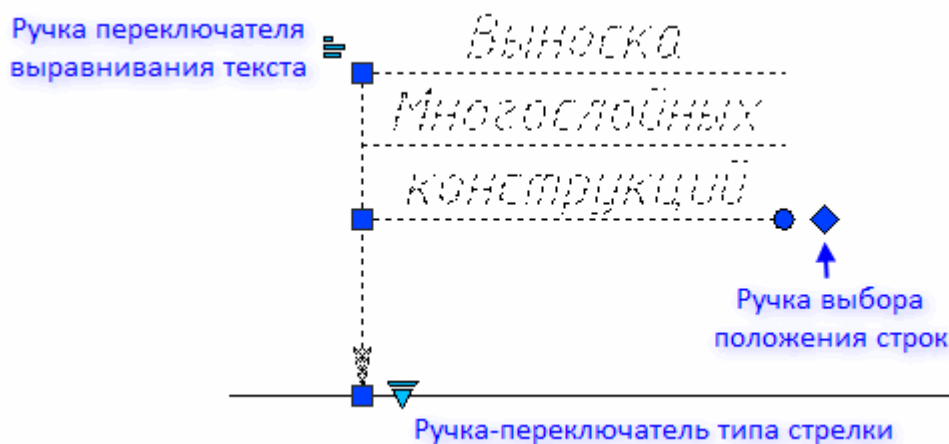 Ручка переключателя
выравнивания текста
Выноска
Многослойных
конструкций
Ручка выбора
положения строк
Ручка-переключатель типа стрелки